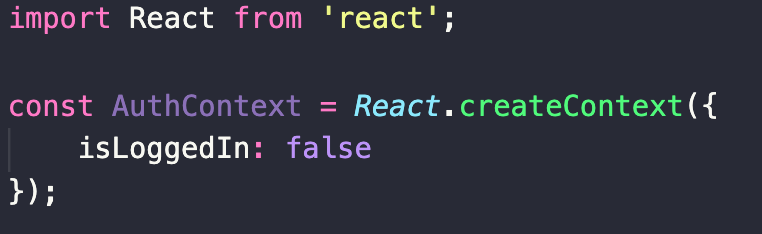 import React from 'react';
const AuthContext = React.createContext({
    isLoggedIn: false
});